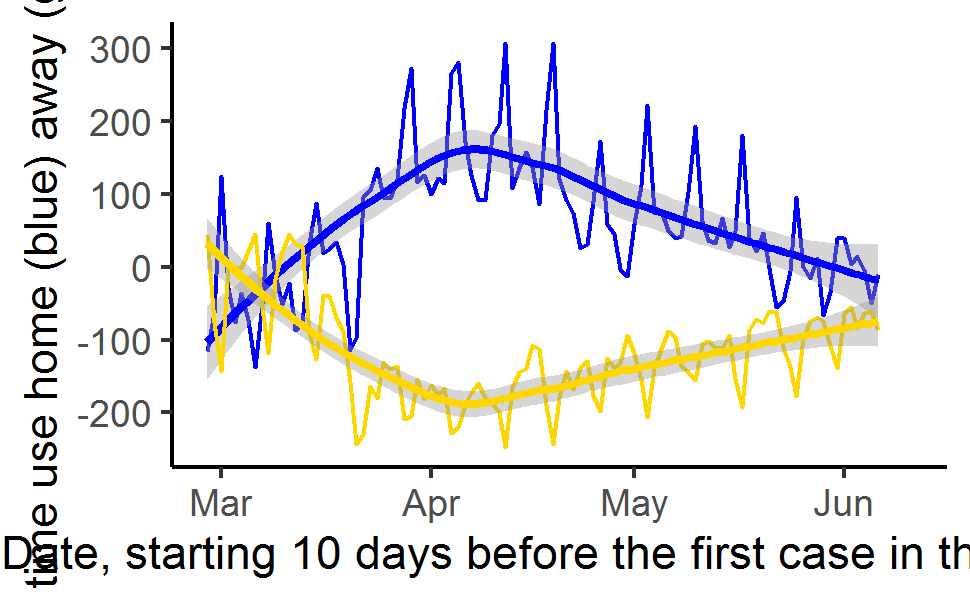 time use home (blue) away (
300
200
100
0
-100
-200
Mar Apr May Jun
Date, starting 10 days before the first case in th